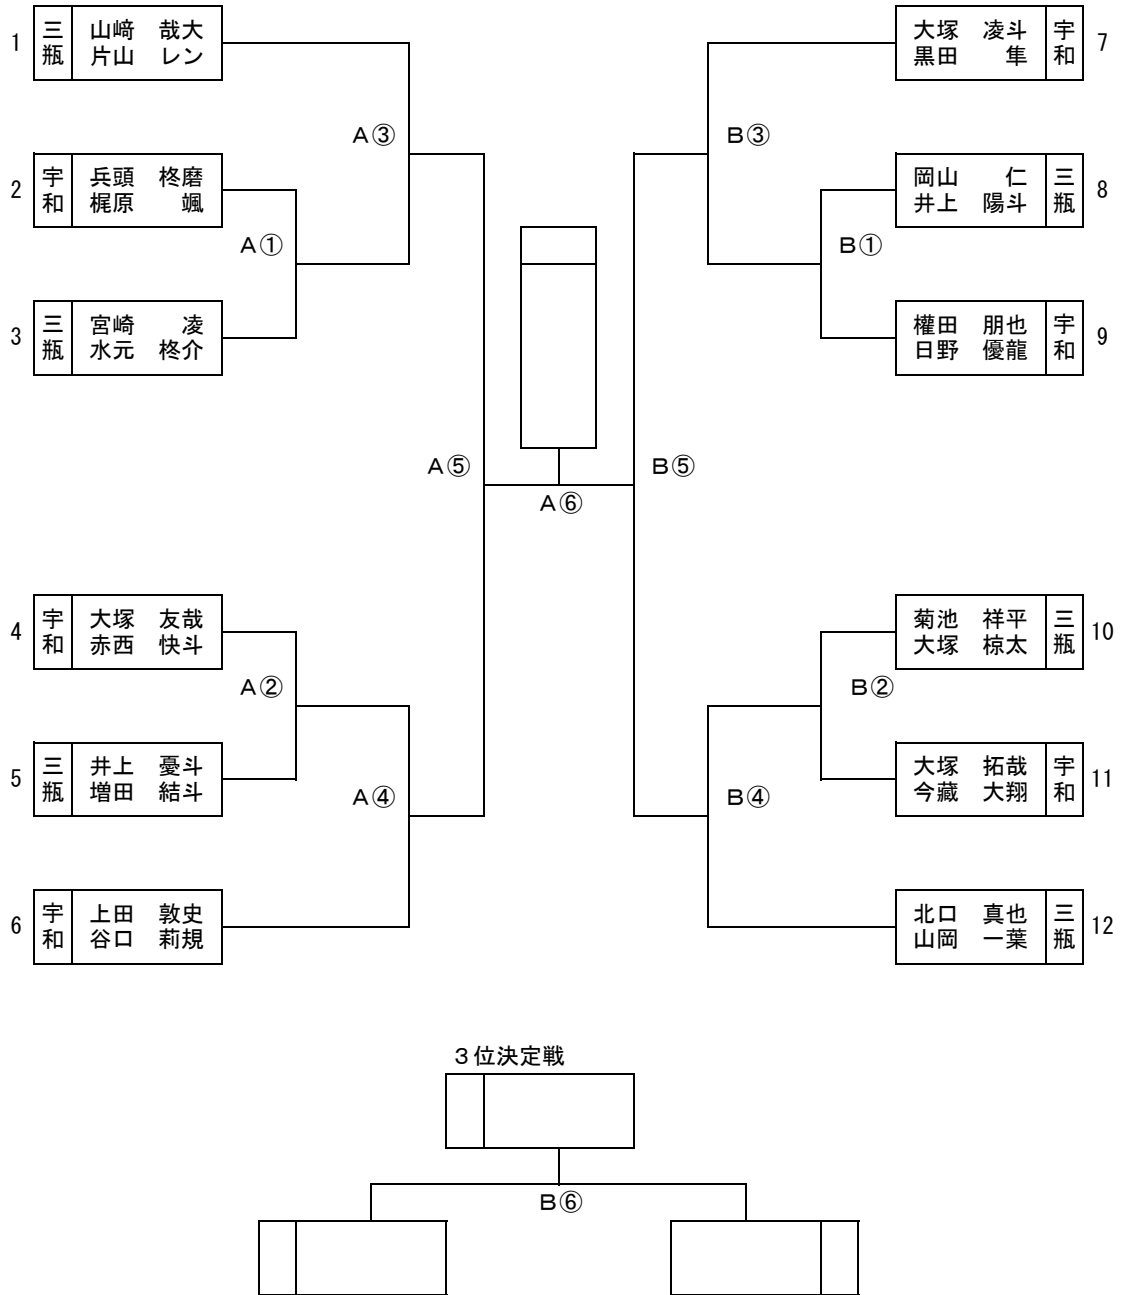 1 三瓶 山﨑 哉大
片山 レン
A③
2 宇和 兵頭 柊磨
梶原 颯
A①
3 三瓶 宮崎 凌
水元 柊介
A⑤
4 宇和 大塚 友哉
赤西 快斗
A②
5 三瓶 井上 憂斗
増田 結斗
A④
6 宇和 上田 敦史
谷口 莉規
A⑥
大塚 凌斗 宇和 7
黒田 隼
B③
岡山 仁 三瓶 8
井上 陽斗
B①
權田 朋也 宇和 9
日野 優龍
B⑤
菊池 祥平 三瓶 10
大塚 椋太
B②
大塚 拓哉 宇和 11
今藏 大翔
B④
北口 真也 三瓶 12
山岡 一葉
3位決定戦
B⑥